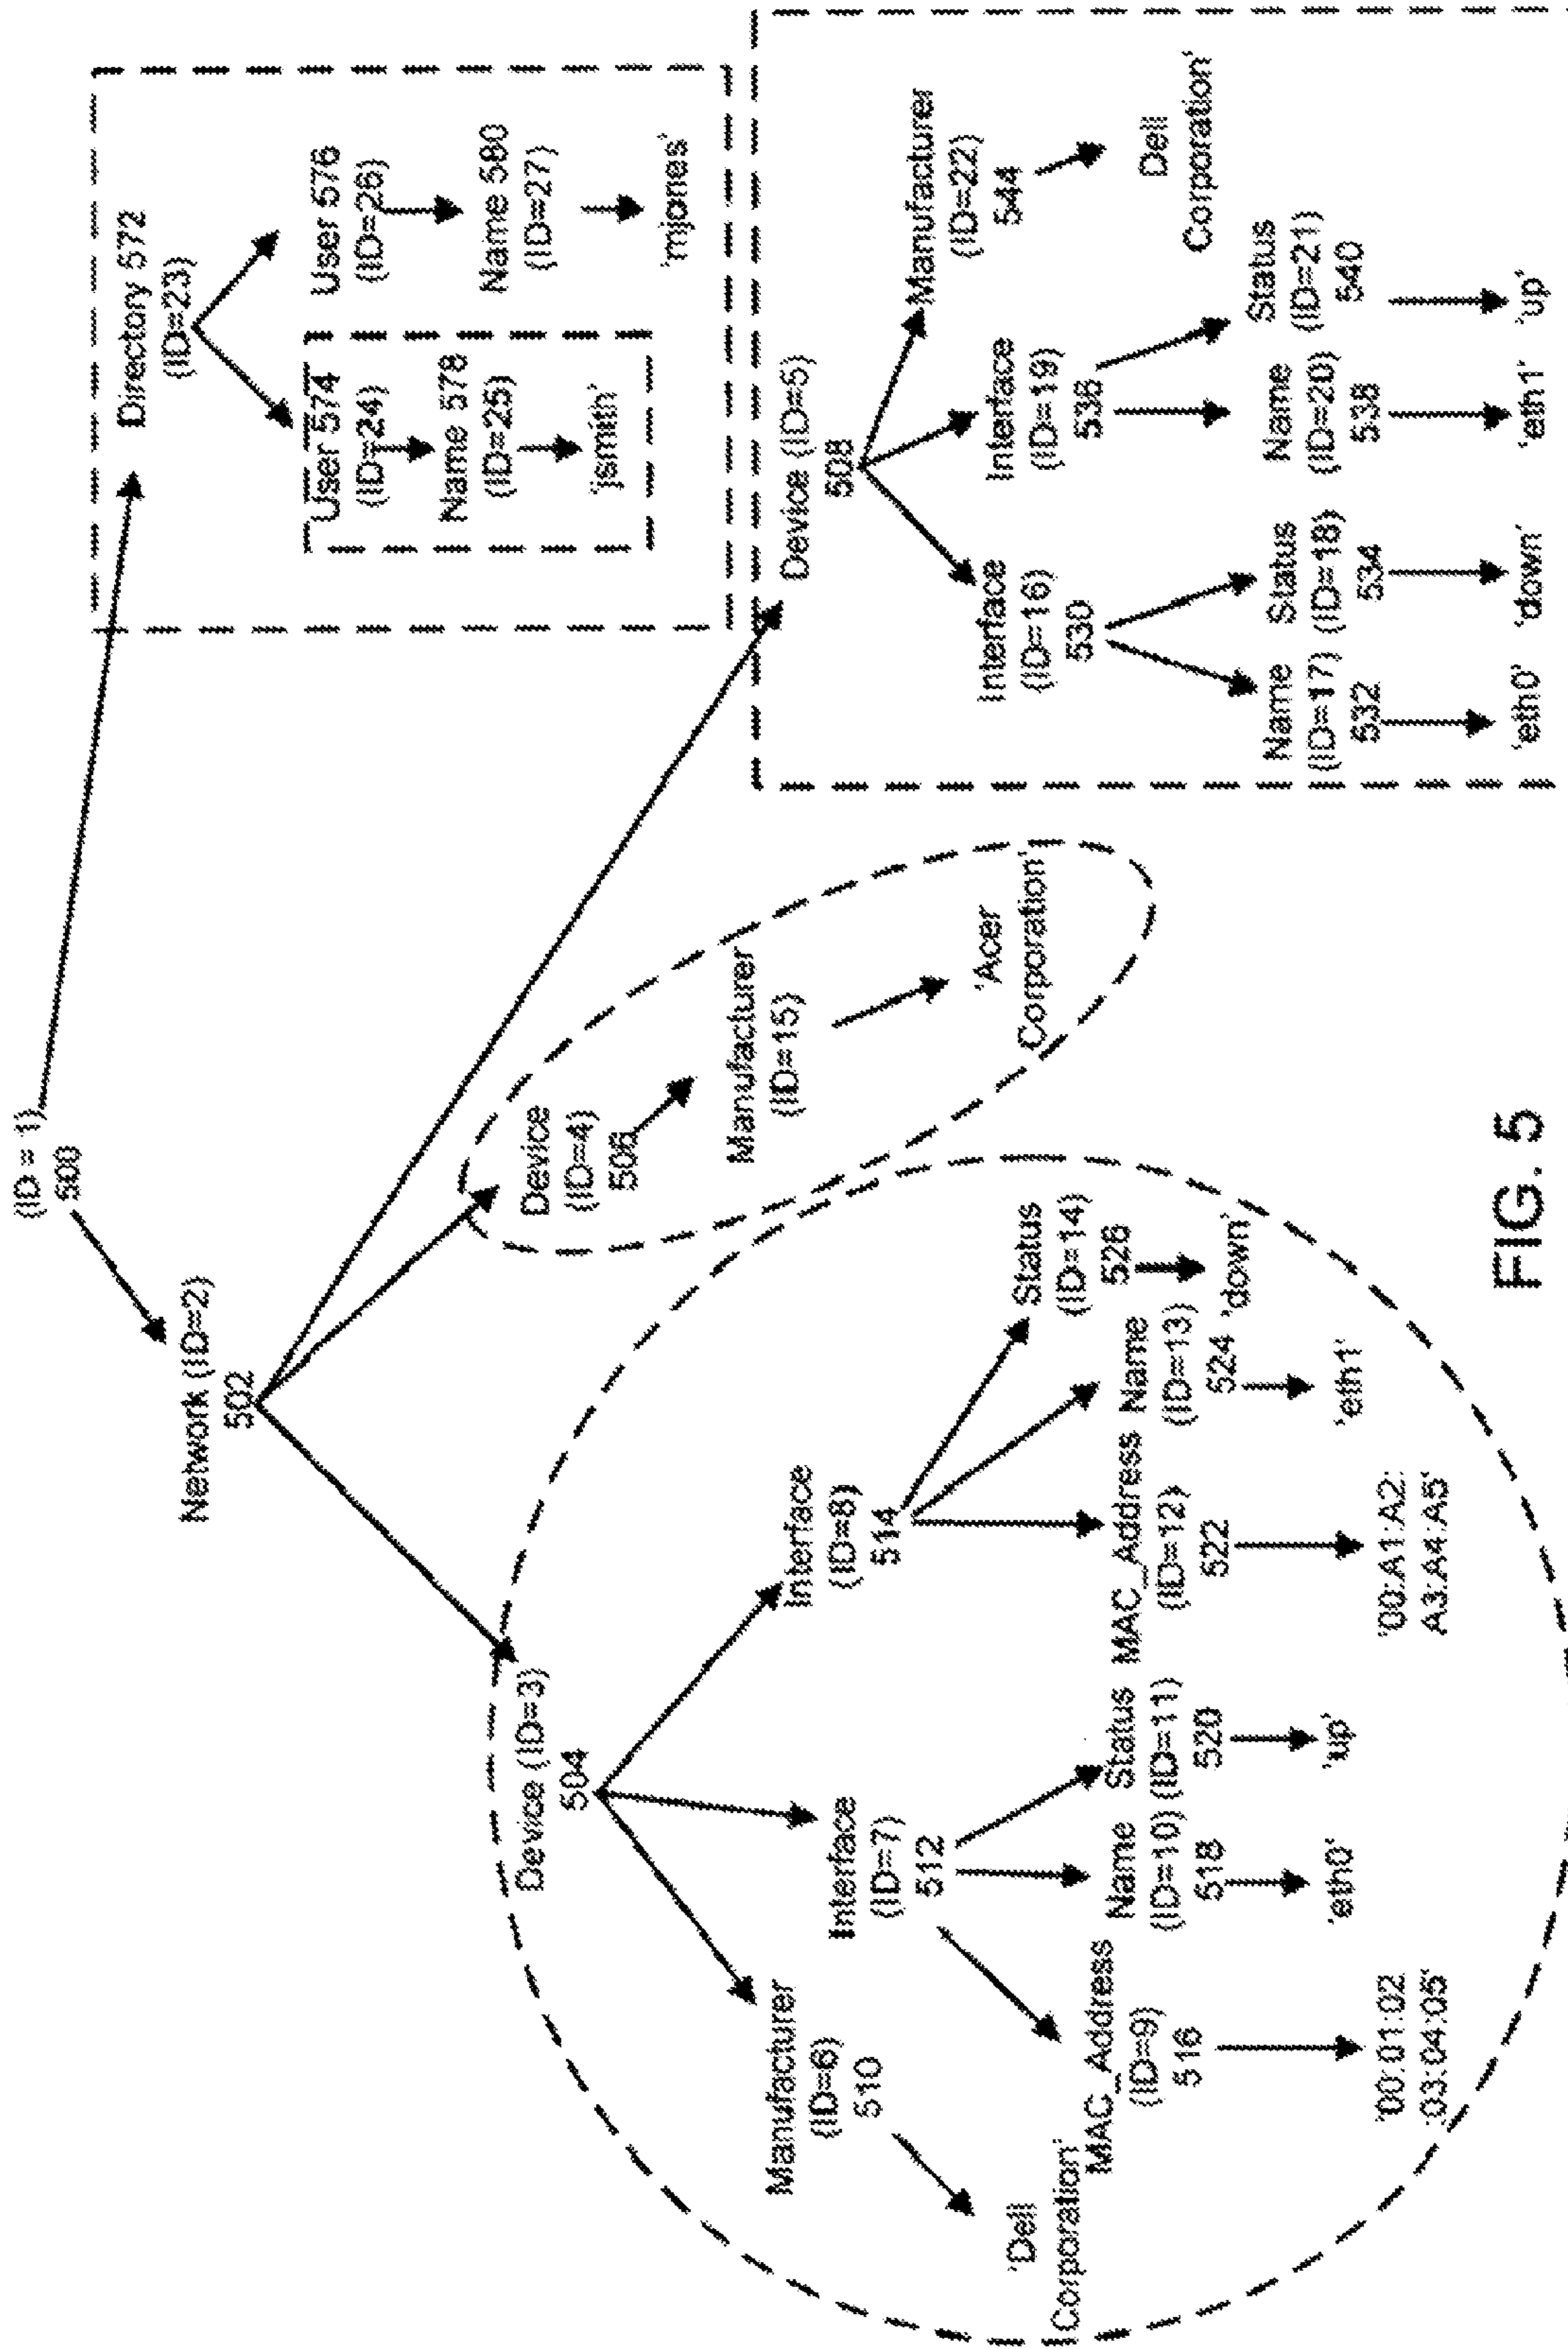 (ID = 1)
500
Network (ID=2)
502
Directory 572
(ID=23)
User 574
(ID=24)
Name 578
(ID=25)
'jsmith'
User 576
(ID=26)
Name 580
(ID=27)
'mjones'
Device (ID=3)
504
Manufacturer
(ID=6)
510
'Dell
Corporation'
Interface
(ID=7)
512
MAC_Address
(ID=9)
516
'00:01:02
:03:04:05'
Name
(ID=10)
518
'eth0'
Status
(ID=11)
520
'up'
Interface
(ID=8)
514
MAC_Address
(ID=12)
522
'00:A1:A2:
A3:A4:A5'
Name
(ID=13)
524
'eth1'
Status
(ID=14)
526
'down'
Device
(ID=4)
506
Manufacturer
(ID=15)
'Acer
Corporation'
Device (ID=5)
508
Interface
(ID=16)
530
Name
(ID=17)
532
'eth0'
Status
(ID=18)
534
'down'
Interface
(ID=19)
536
Name
(ID=20)
538
'eth1'
Status
(ID=21)
540
'up'
Manufacturer
(ID=22)
544
Dell
Corporation'
FIG. 5